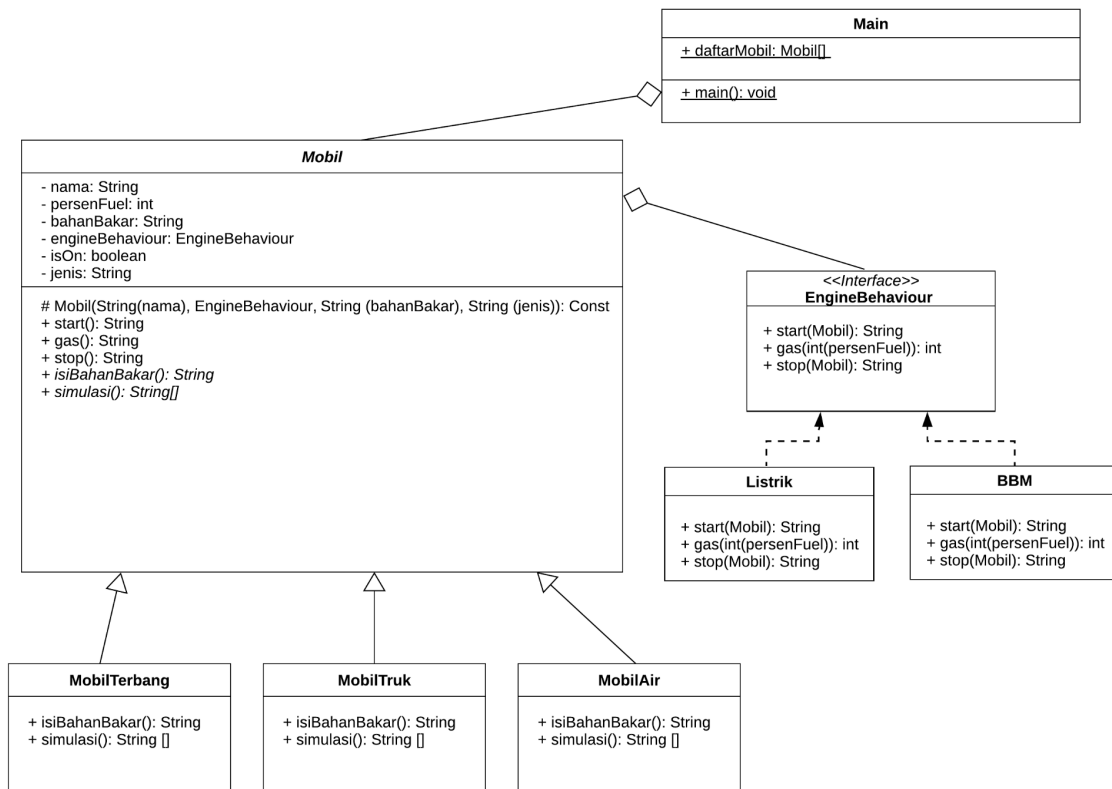 Main
+ daftarMobil: Mobil[]
+ main(): void
Mobil
- nama: String
- persenFuel: int
- bahanBakar: String
- engineBehaviour: EngineBehaviour
- isOn: boolean
- jenis: String
# Mobil(String(nama), EngineBehaviour, String (bahanBakar), String (jenis)): Const
+ start(): String
+ gas(): String
+ stop(): String
+ isiBahanBakar(): String
+ simulasi(): String[]
<<Interface>>
EngineBehaviour
+ start(Mobil): String
+ gas(int(persenFuel)): int
+ stop(Mobil): String
Listrik
+ start(Mobil): String
+ gas(int(persenFuel)): int
+ stop(Mobil): String
BBM
+ start(Mobil): String
+ gas(int(persenFuel)): int
+ stop(Mobil): String
MobilTerbang
+ isiBahanBakar(): String
+ simulasi(): String []
MobilTruk
+ isiBahanBakar(): String
+ simulasi(): String []
MobilAir
+ isiBahanBakar(): String
+ simulasi(): String []